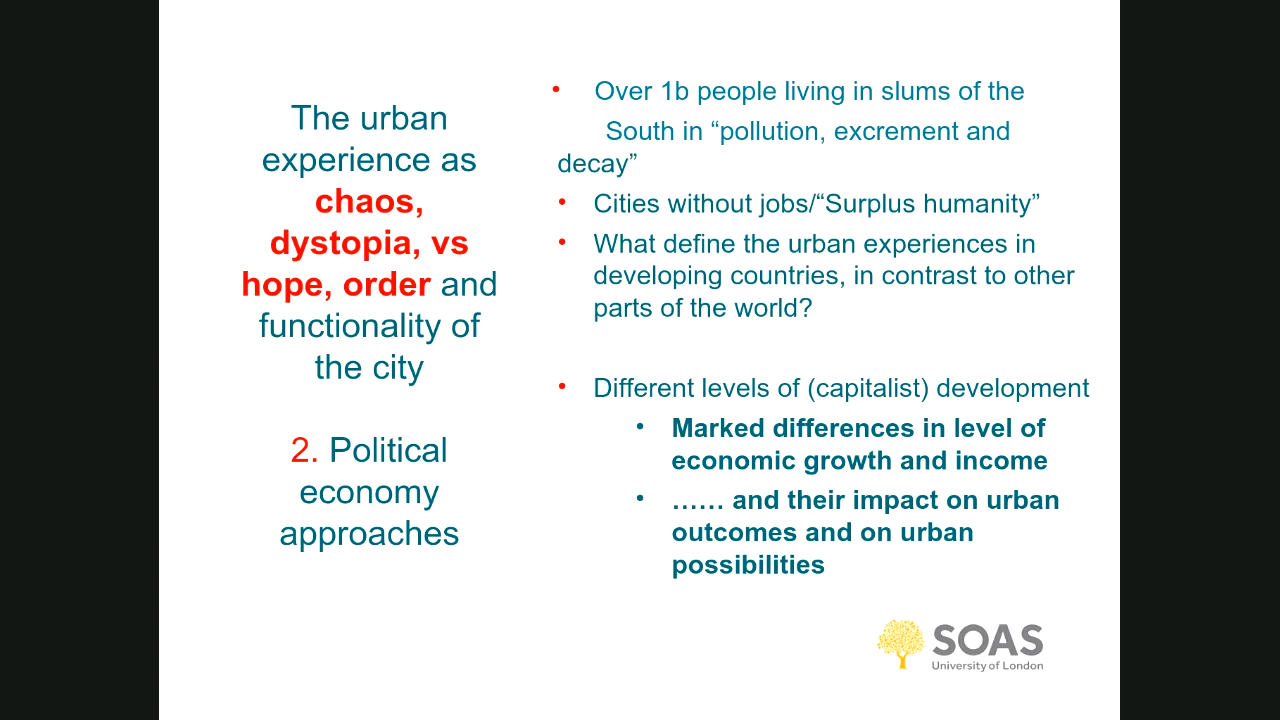 The urban
experience as
chaos,
dystopia, vs
hope, order and
functionality of
the city
2. Political
economy
approaches
• Over 1b people living in slums of the
South in “pollution, excrement and
decay”
• Cities without jobs/“Surplus humanity”
• What define the urban experiences in
developing countries, in contrast to other
parts of the world?
• Different levels of (capitalist) development
• Marked differences in level of
economic growth and income
• …… and their impact on urban
outcomes and on urban
possibilities
SOAS
University of London